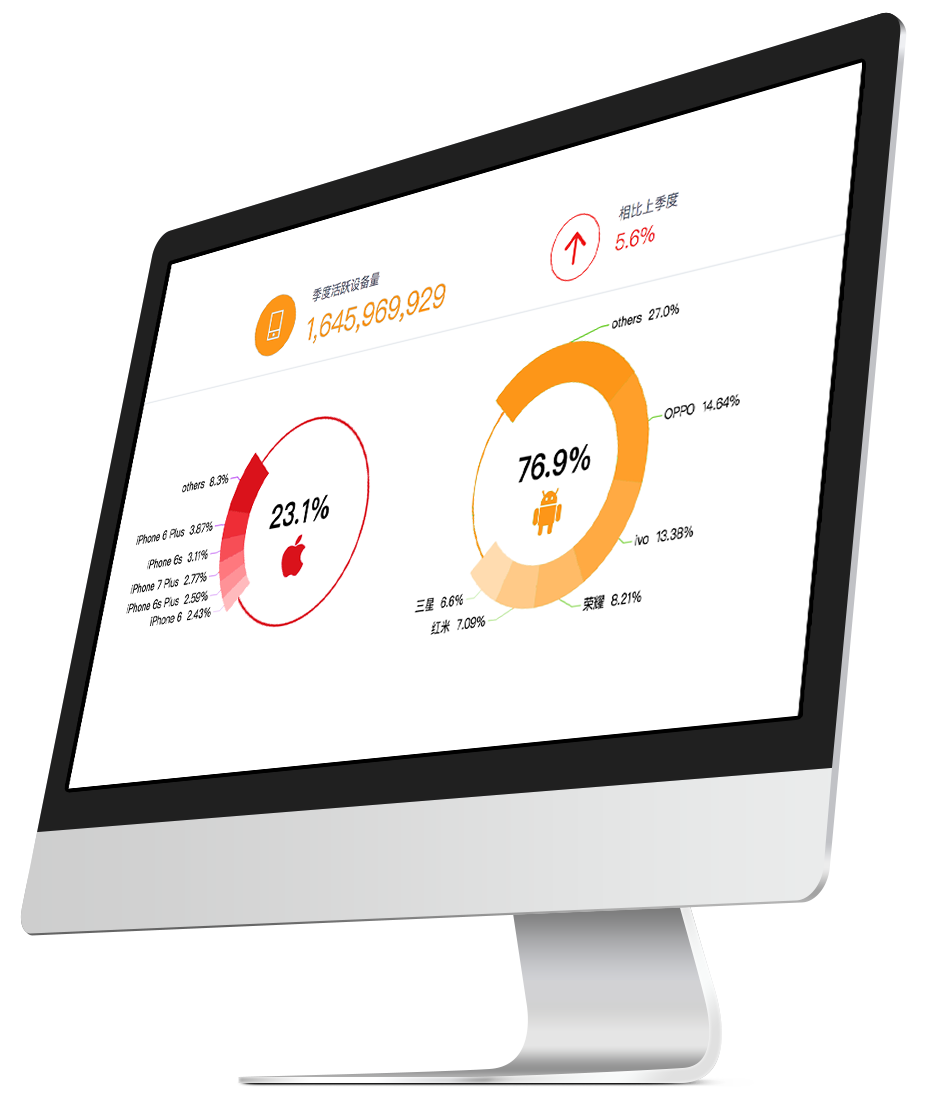 季度活跃设备量
1,645,969,929
相比上季度
5.6%
others 8.3%
iPhone 6 Plus 3.87%
iPhone 6s 3.11%
iPhone 7 Plus 2.77%
iPhone 6s Plus 2.59%
iPhone 6 2.43%
23.1%
others 27.0%
OPPO 14.64%
ivo 13.38%
荣耀 8.21%
红米 7.09%
三星 6.6%
76.9%